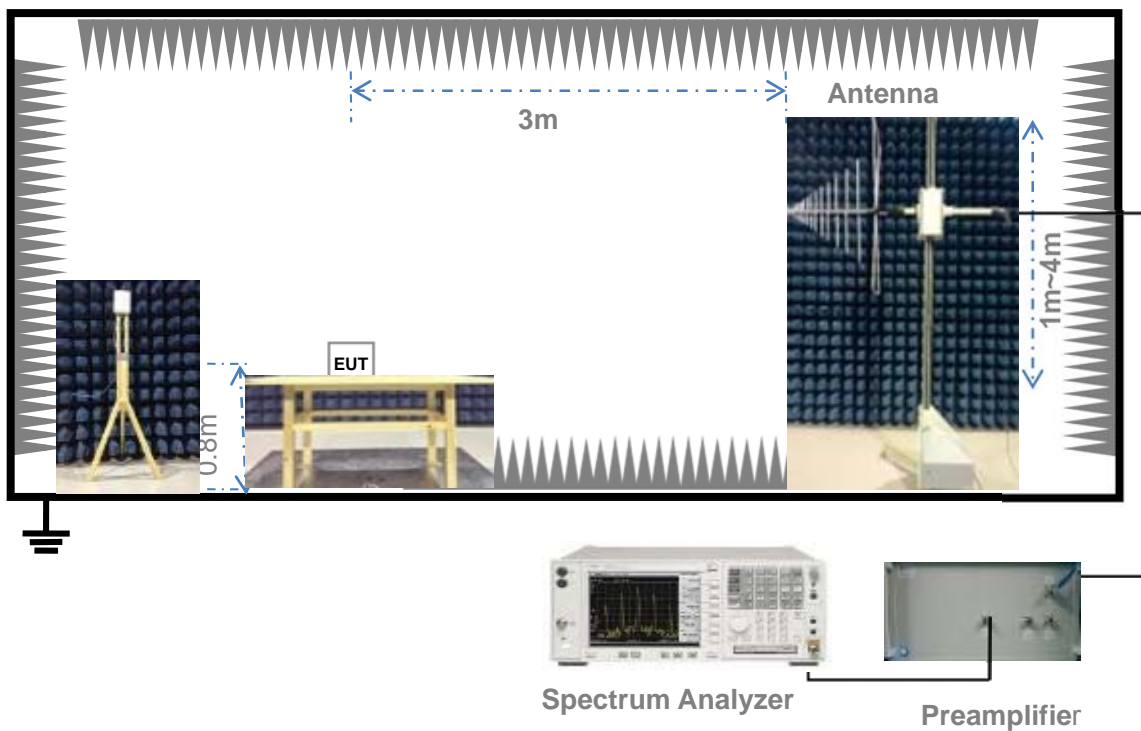 Antenna
3m
1m~4m
EUT
0.8m
Spectrum Analyzer
Preamplifier